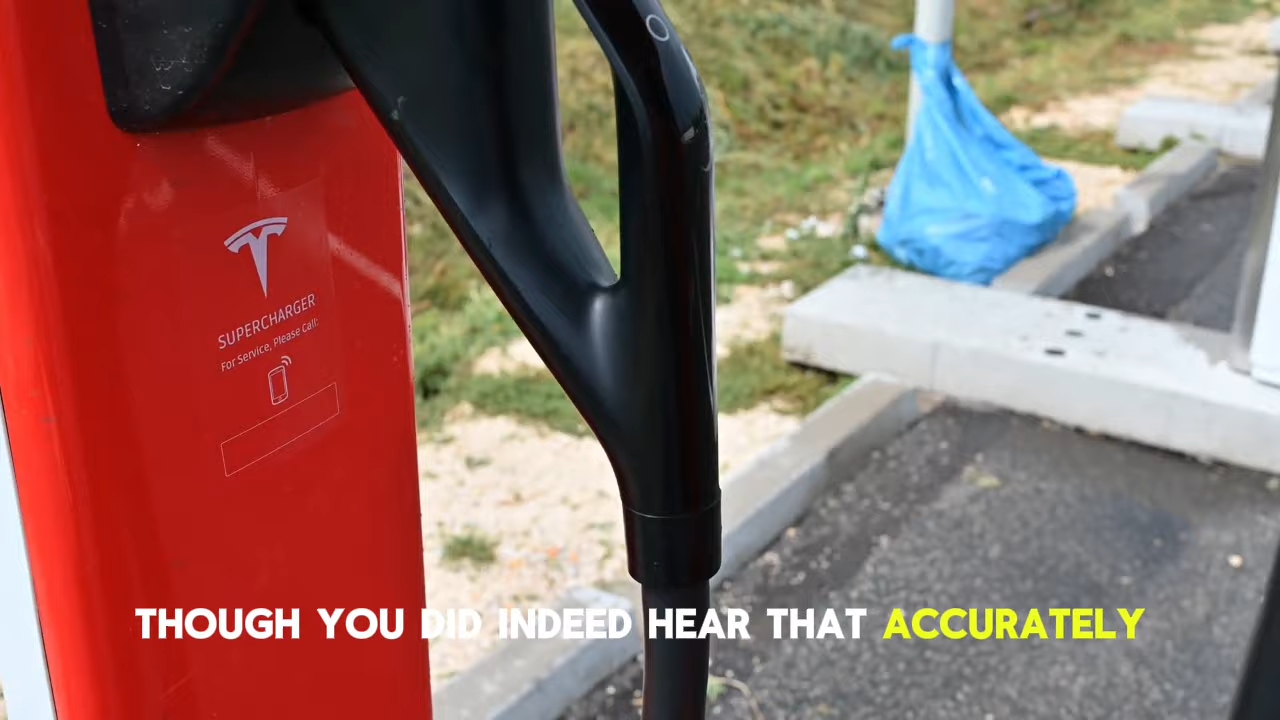 SUPERCHARGER
For Service, Please Call:
THOUGH YOU DID INDEED HEAR THAT ACCURATELY